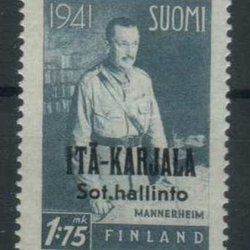 1941 SUOMI
ITÄ-KARJALA
Sot.hallinto
MANNERHEIM
1:75 mk FINLAND